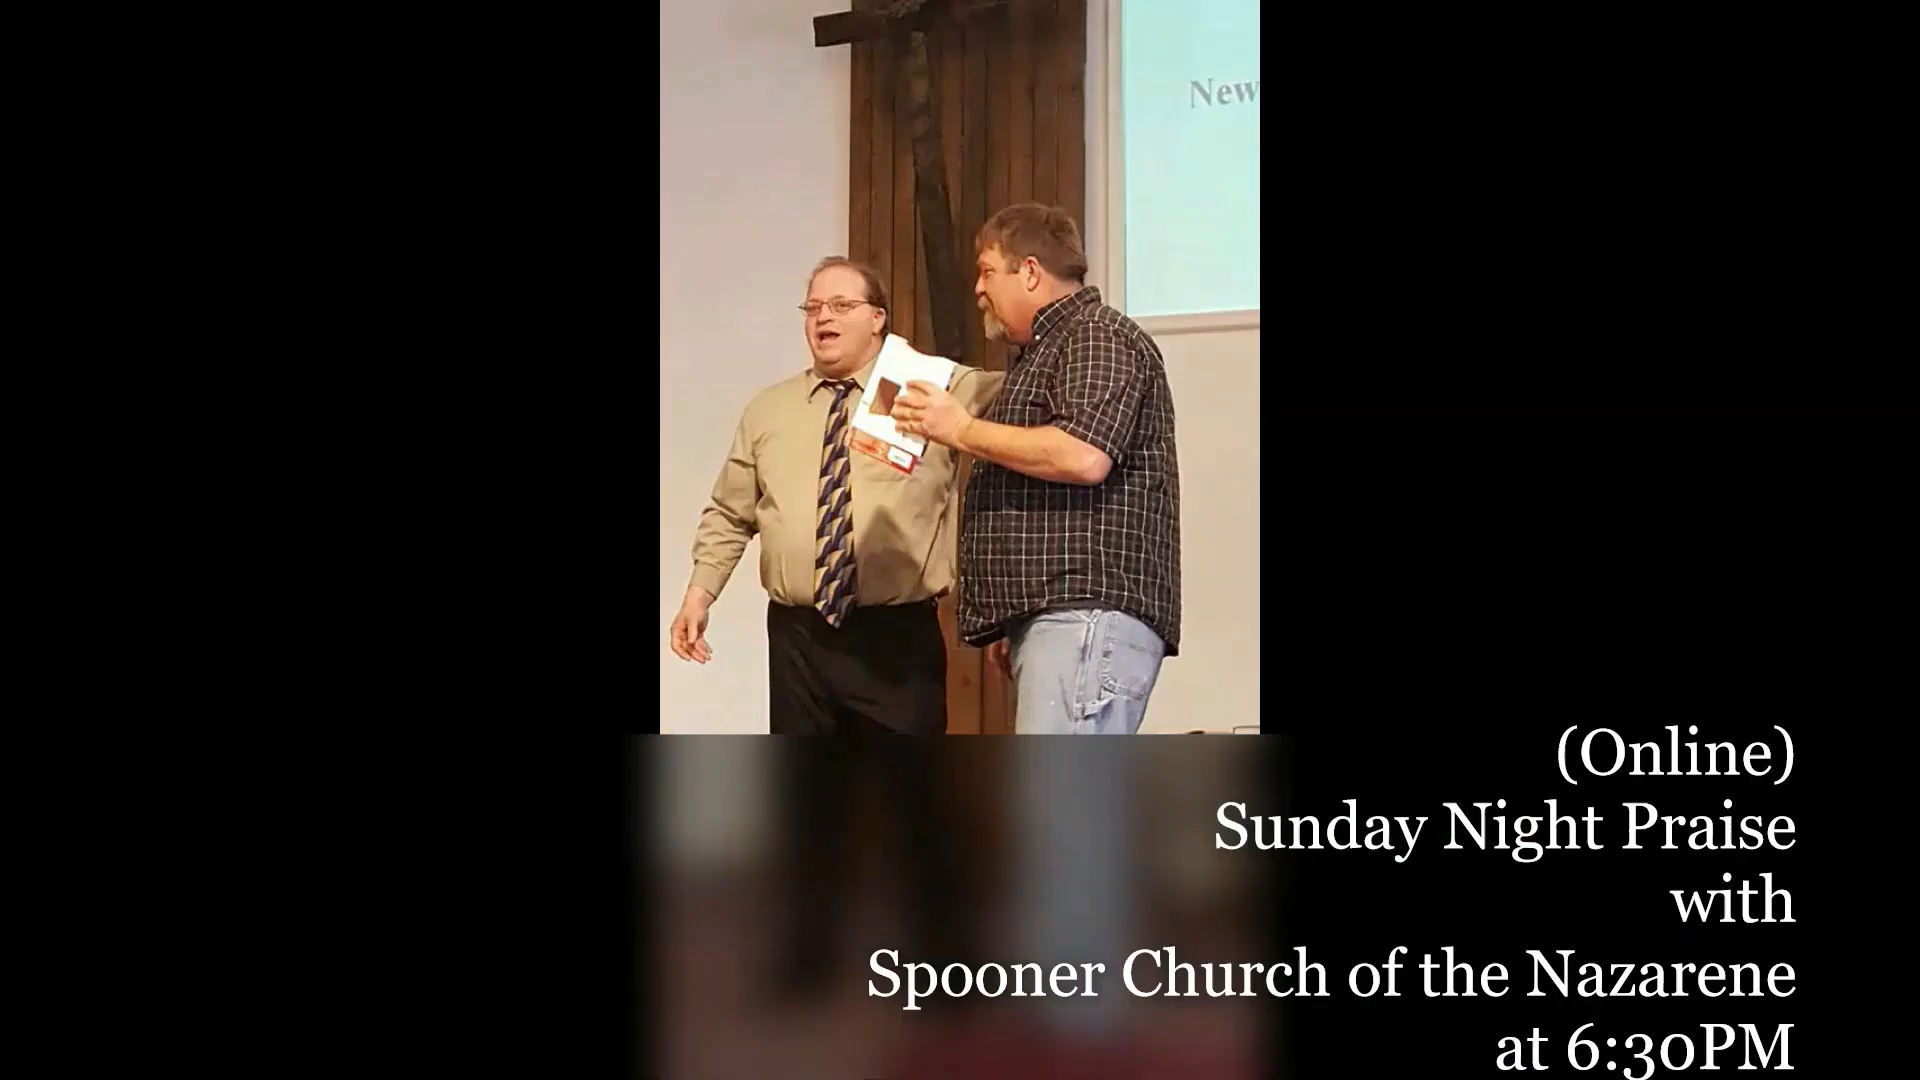 New
(Online)
Sunday Night Praise
with
Spooner Church of the Nazarene
at 6:30PM